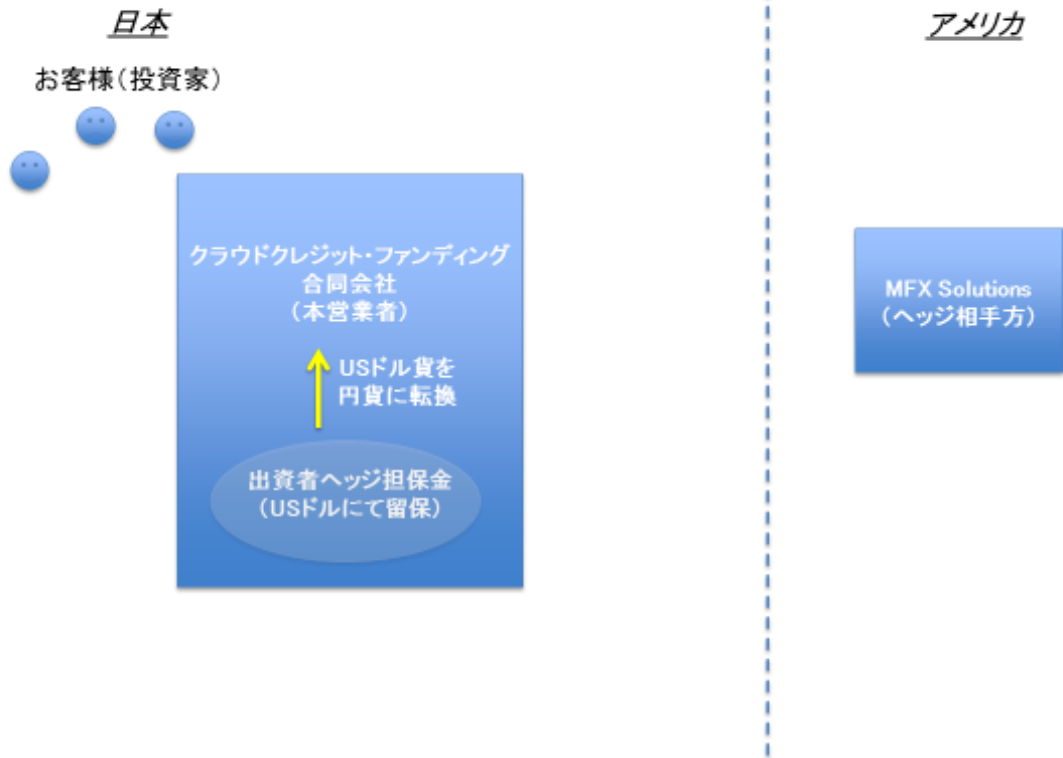 日本
アメリカ
お客様（投資家）
クラウドクレジット・ファンディング
合同会社
（本営業者）
USドル貨を
円貨に転換
出資者ヘッジ担保金
（USドルにて留保）
MFX Solutions
（ヘッジ相手方）